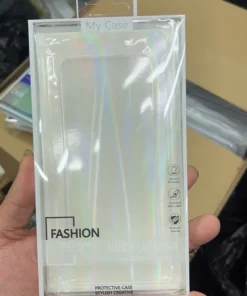 My Case
FASHION
PROTECTIVE CASE
STYLISH CREATIVE